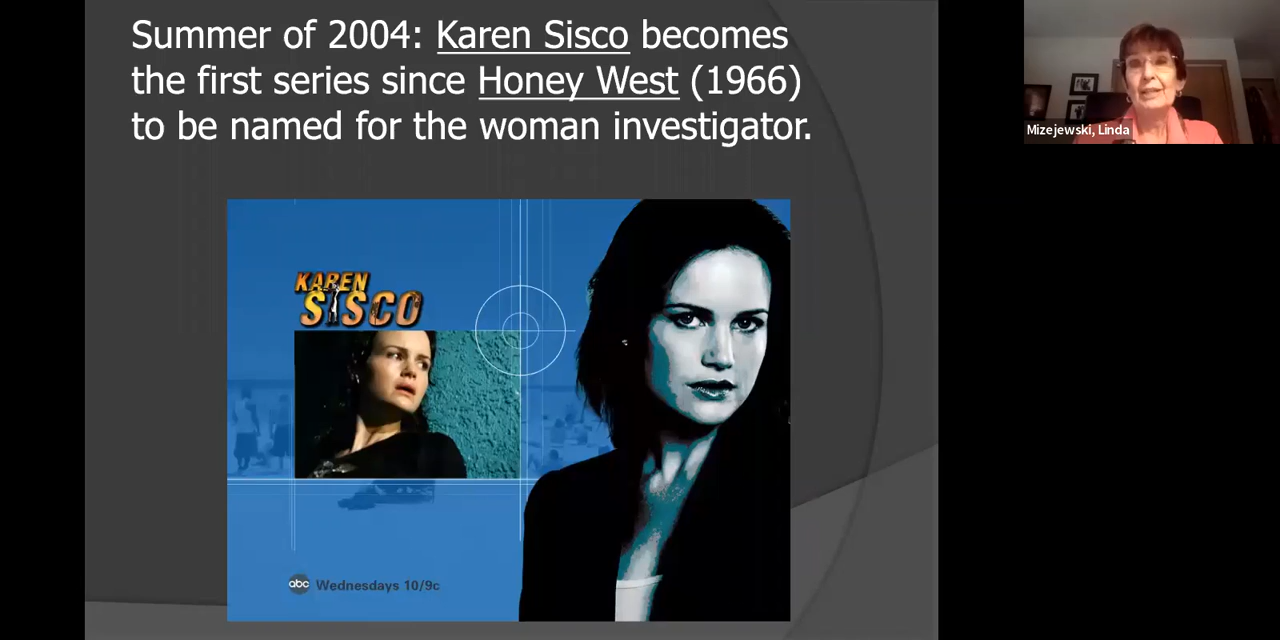 Summer of 2004: Karen Sisco becomes
the first series since Honey West (1966)
to be named for the woman investigator.
KAREN
SISCO
abc Wednesdays 10/9c
Mizejewski, Linda